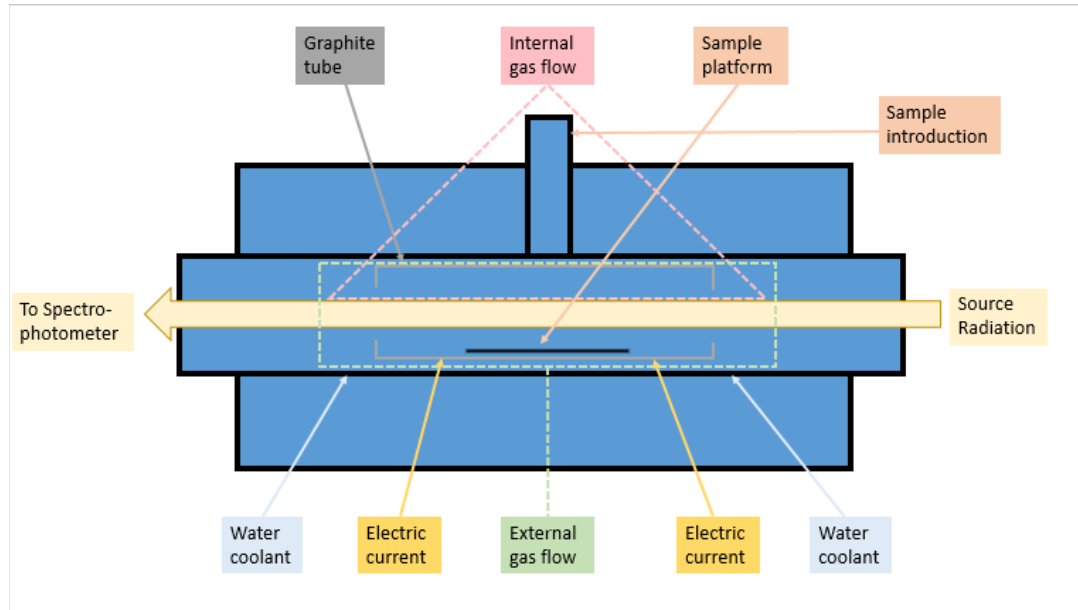 Graphite
tube
Internal
gas flow
Sample
platform
Sample
introduction
To Spectro-
photometer
Source
Radiation
Water
coolant
Electric
current
External
gas flow
Electric
current
Water
coolant